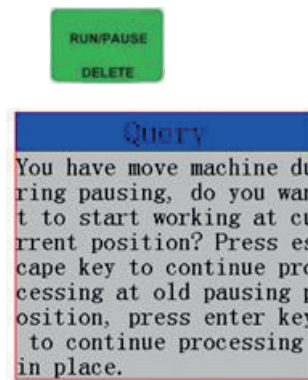 RUN/PAUSE
DELETE
Query
You have move machine du
ring pausing, do you wan
t to start working at cu
rrent position? Press es
cape key to continue pro
cessing at old pausing p
osition, press enter key
to continue processing
in place.